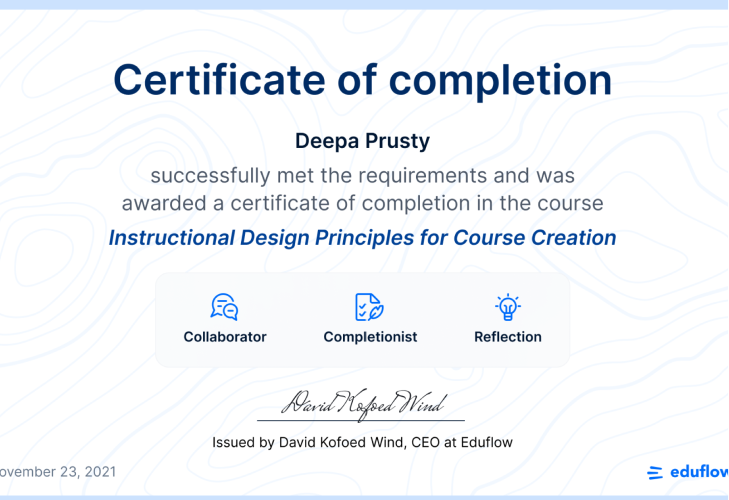 Certificate of completion
Deepa Prusty
successfully met the requirements and was
awarded a certificate of completion in the course
Instructional Design Principles for Course Creation
Collaborator Completionist Reflection
David Kofoed Wind
Issued by David Kofoed Wind, CEO at Eduflow
ovember 23, 2021 eduflow